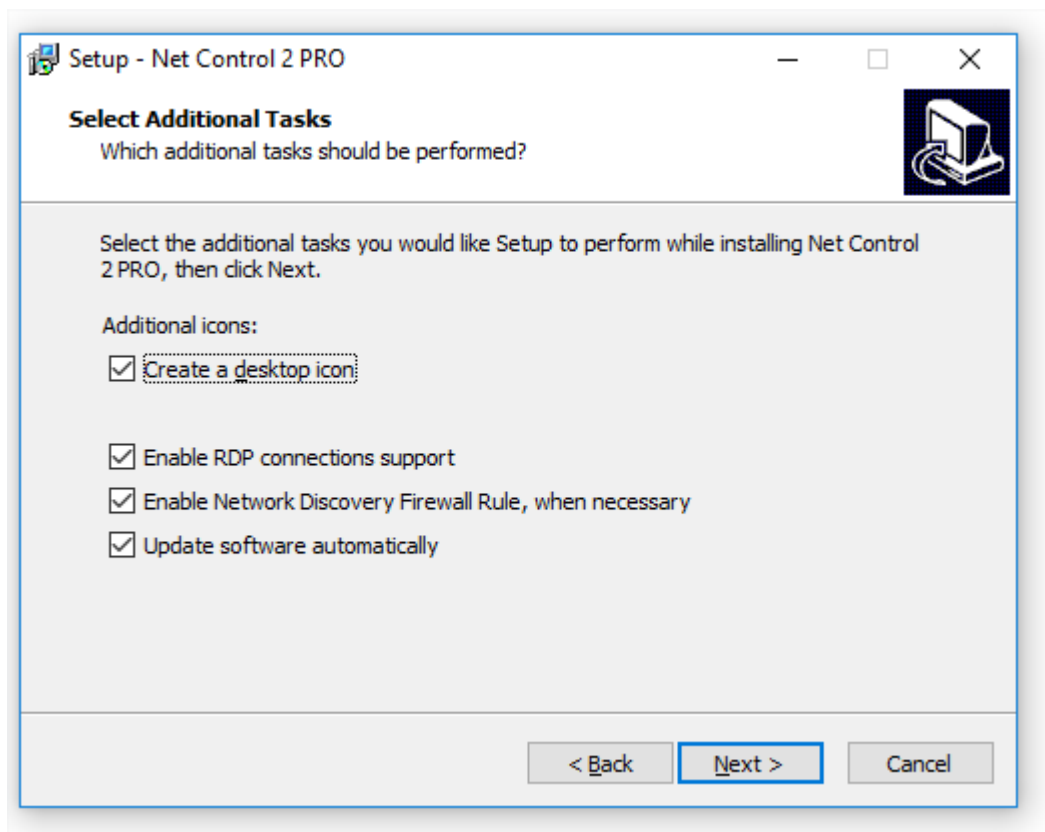 Setup - Net Control 2 PRO
Select Additional Tasks
Which additional tasks should be performed?
Select the additional tasks you would like Setup to perform while installing Net Control
2 PRO, then click Next.
Additional icons:
Create a desktop icon
Enable RDP connections support
Enable Network Discovery Firewall Rule, when necessary
Update software automatically
< Back Next > Cancel